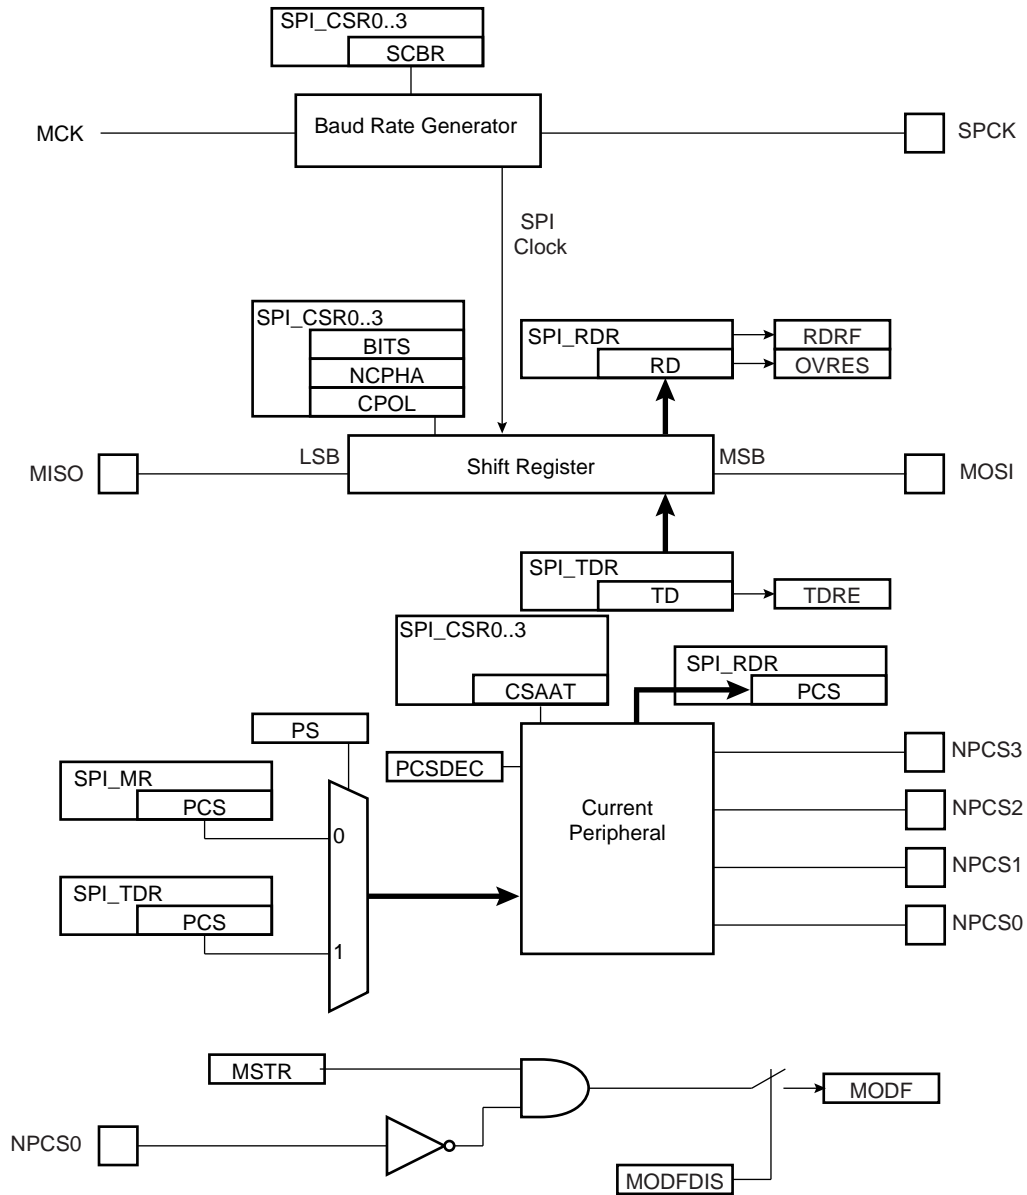 SPI_CSR0..3
SCBR
MCK
Baud Rate Generator
SPCK
SPI
Clock
SPI_CSR0..3
BITS
NCPHA
CPOL
SPI_RDR
RD
RDRF
OVRES
MISO
LSB
Shift Register
MSB
MOSI
SPI_TDR
TD
TDRE
SPI_CSR0..3
CSAAT
SPI_RDR
PCS
PS
PCSDEC
SPI_MR
PCS
0
SPI_TDR
PCS
1
Current
Peripheral
NPCS3
NPCS2
NPCS1
NPCS0
MSTR
MODF
NPCS0
MODFDIS